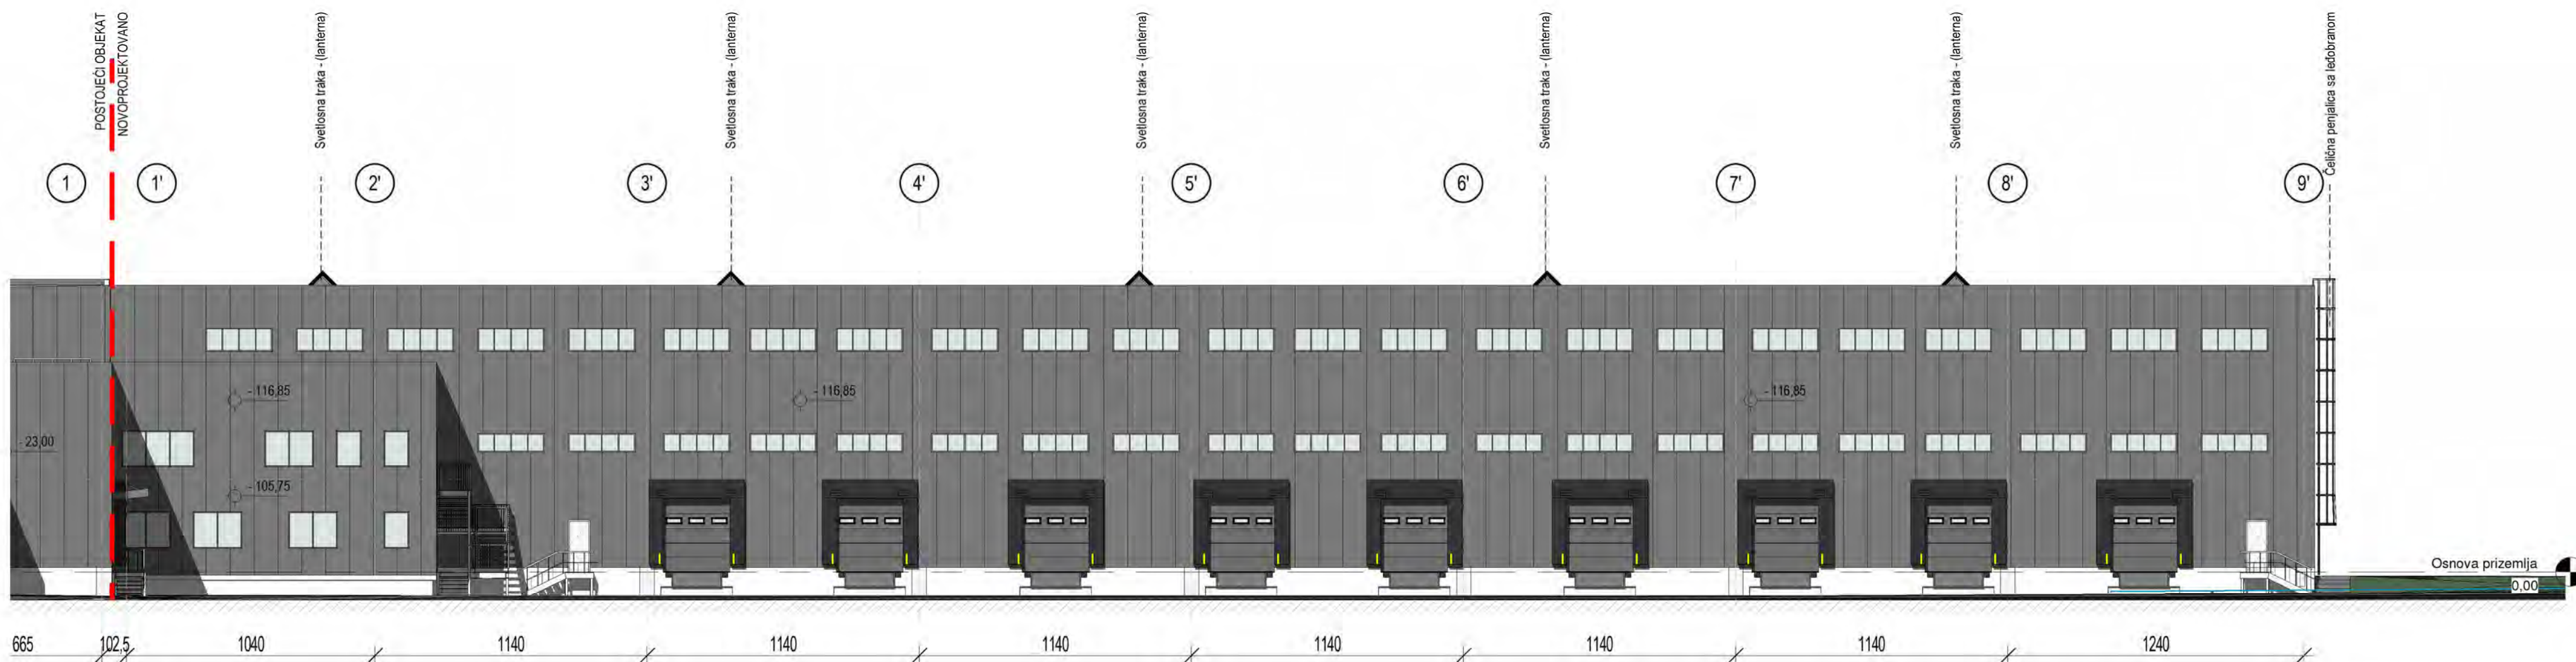 POSTOJEĆI OBJEKAT
NOVOPROJEKTOVANO
Svetlosna traka - (lanterna)
Svetlosna traka - (lanterna)
Svetlosna traka - (lanterna)
Svetlosna traka - (lanterna)
Svetlosna traka - (lanterna)
Čelična penjalica sa leđobranom
1
1'
2'
3'
4'
5'
6'
7'
8'
9'
- 116,85
- 116,85
- 116,85
- 23,00
- 105,75
Osnova prizemlja
0,00
665
102,5
1040
1140
1140
1140
1140
1140
1140
1240